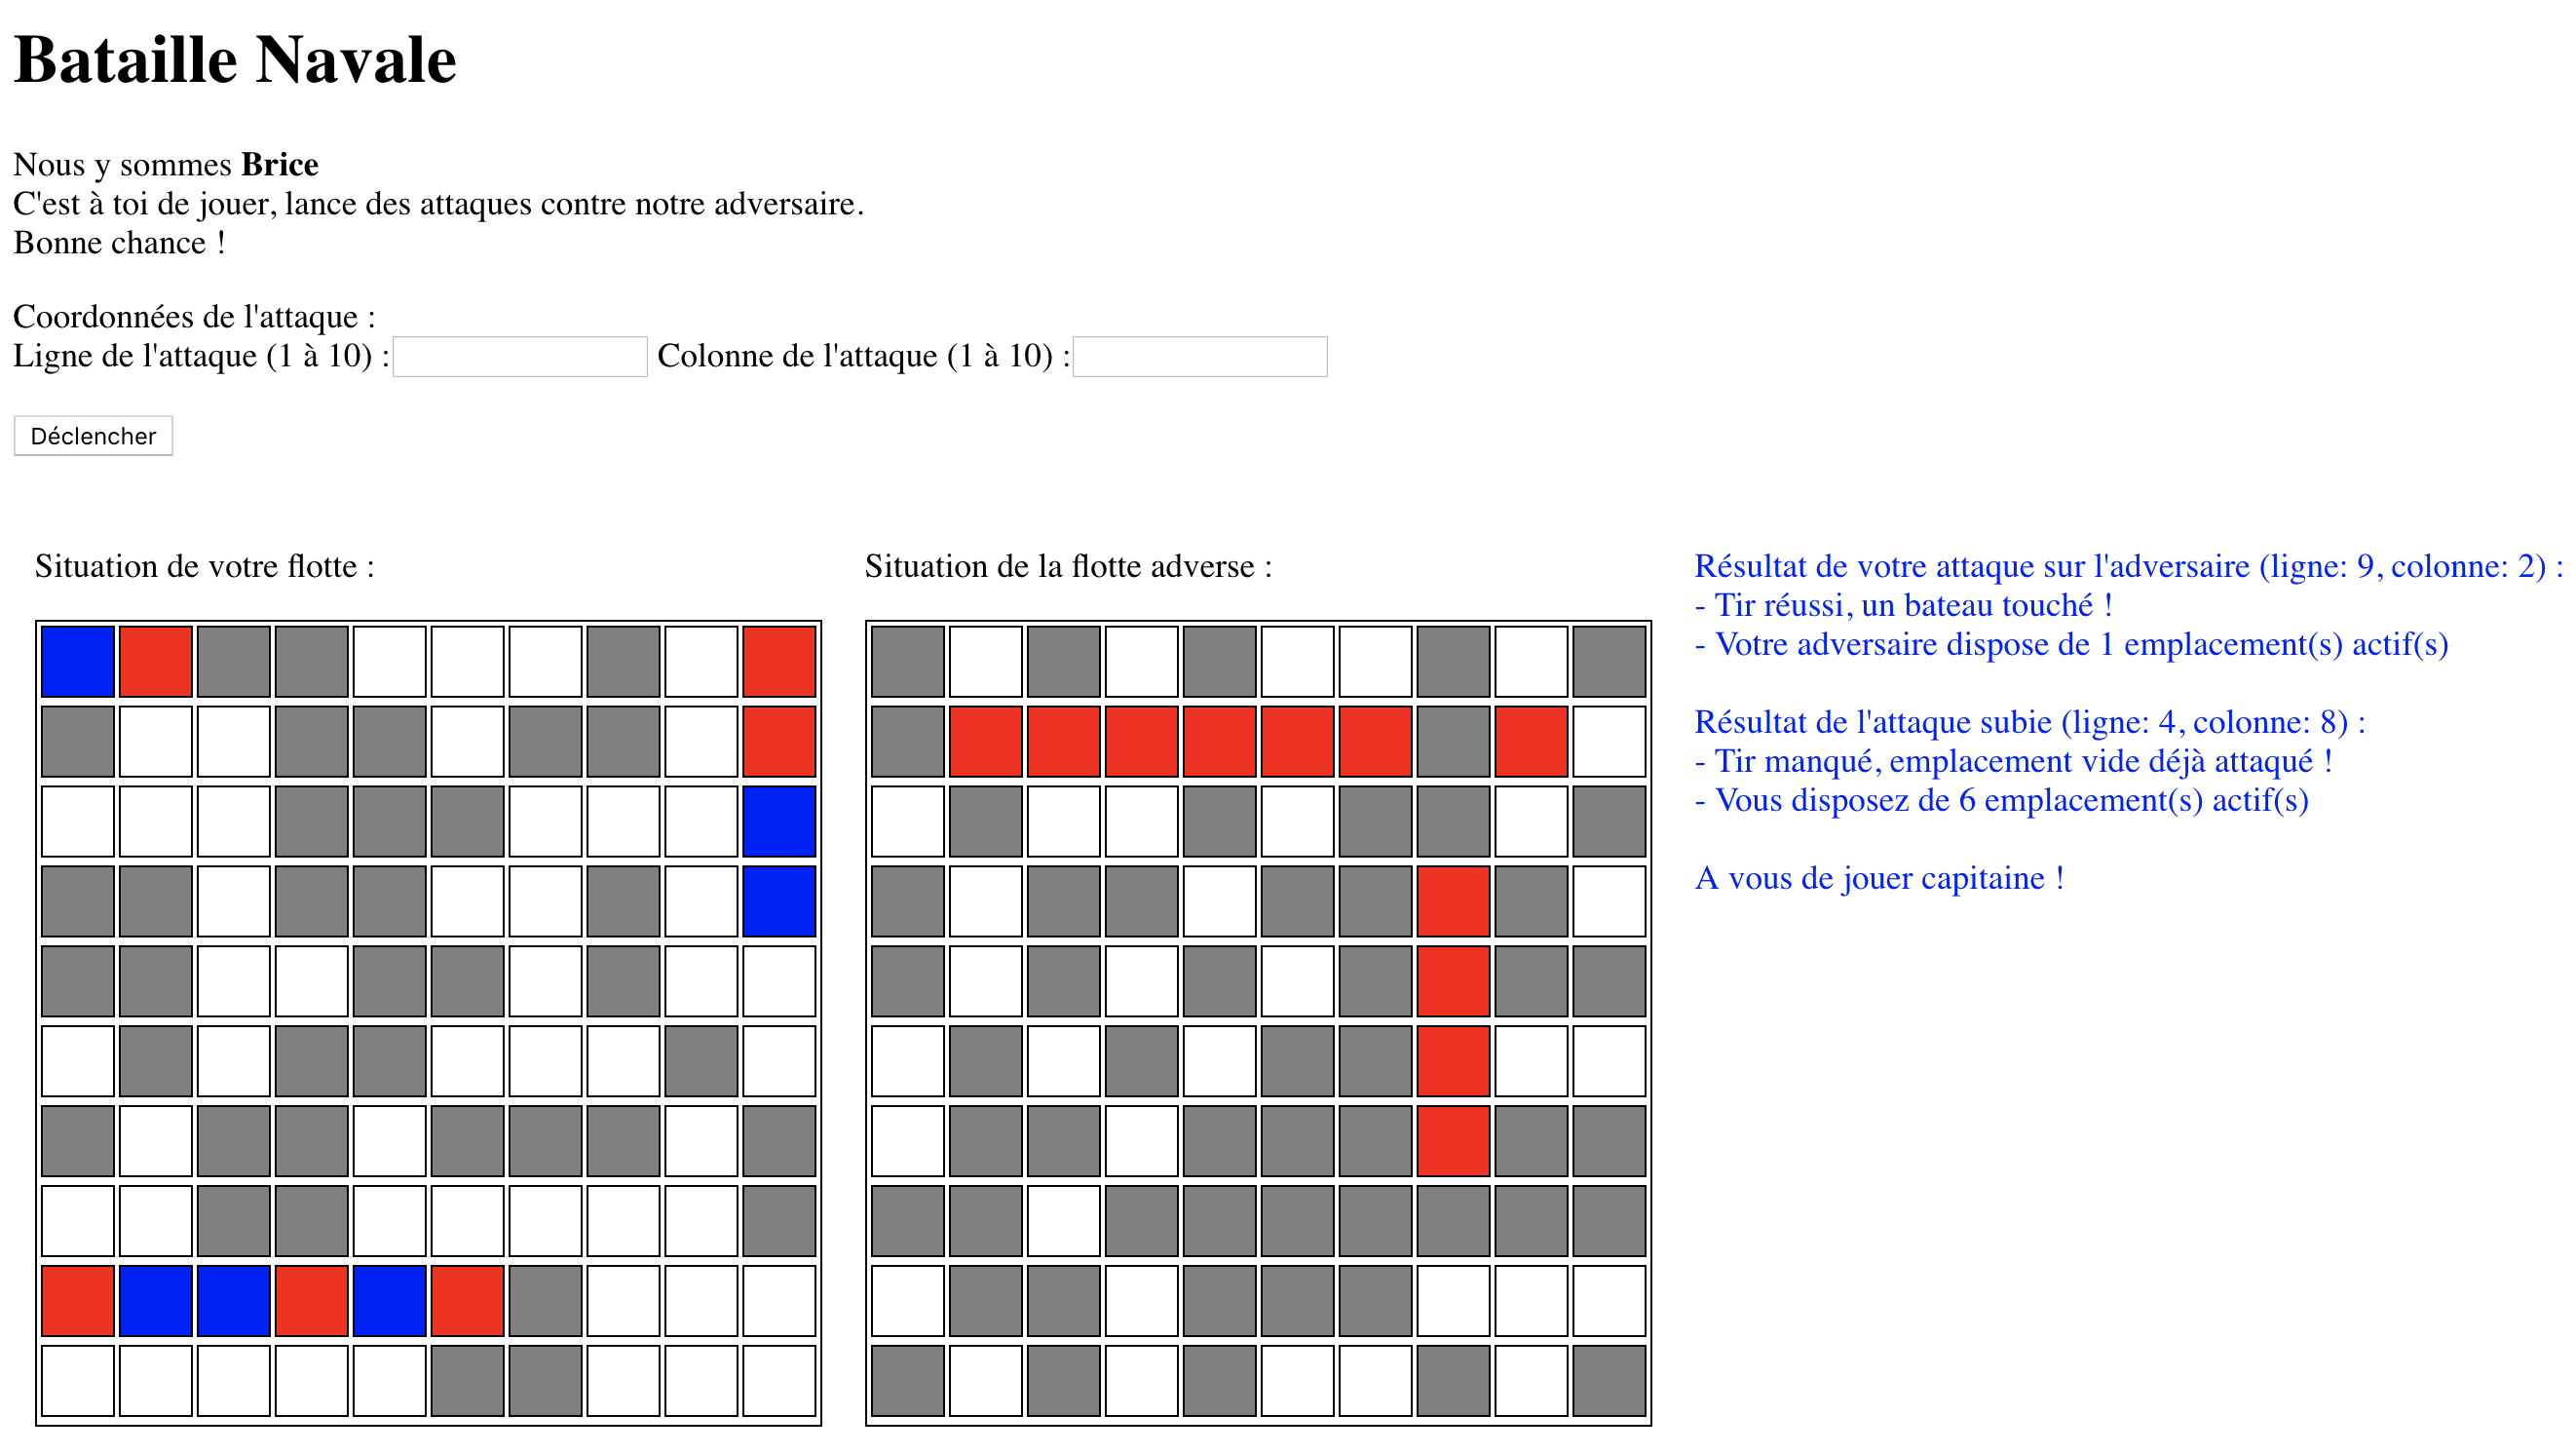 Bataille Navale
Nous y sommes Brice
C'est à toi de jouer, lance des attaques contre notre adversaire.
Bonne chance !
Coordonnées de l'attaque :
Ligne de l'attaque (1 à 10) : Colonne de l'attaque (1 à 10) :
Déclencher
Situation de votre flotte :
Situation de la flotte adverse :
Résultat de votre attaque sur l'adversaire (ligne: 9, colonne: 2) :
- Tir réussi, un bateau touché !
- Votre adversaire dispose de 1 emplacement(s) actif(s)
Résultat de l'attaque subie (ligne: 4, colonne: 8) :
- Tir manqué, emplacement vide déjà attaqué !
- Vous disposez de 6 emplacement(s) actif(s)
A vous de jouer capitaine !